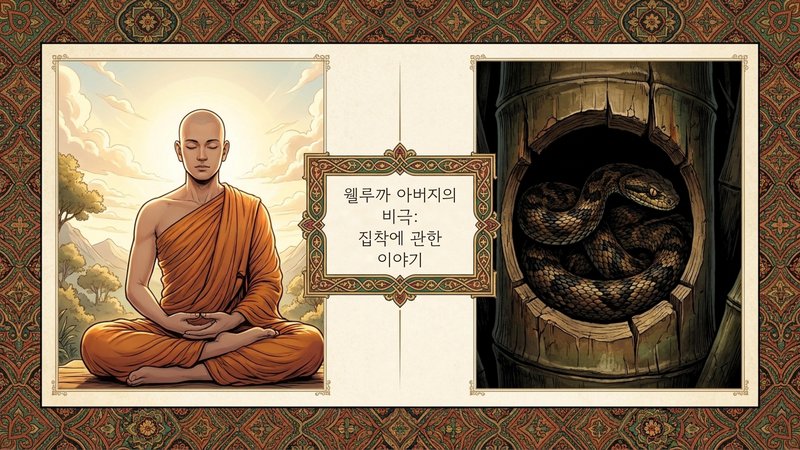 웰루까 아버지의
비극:
집착에 관한
이야기